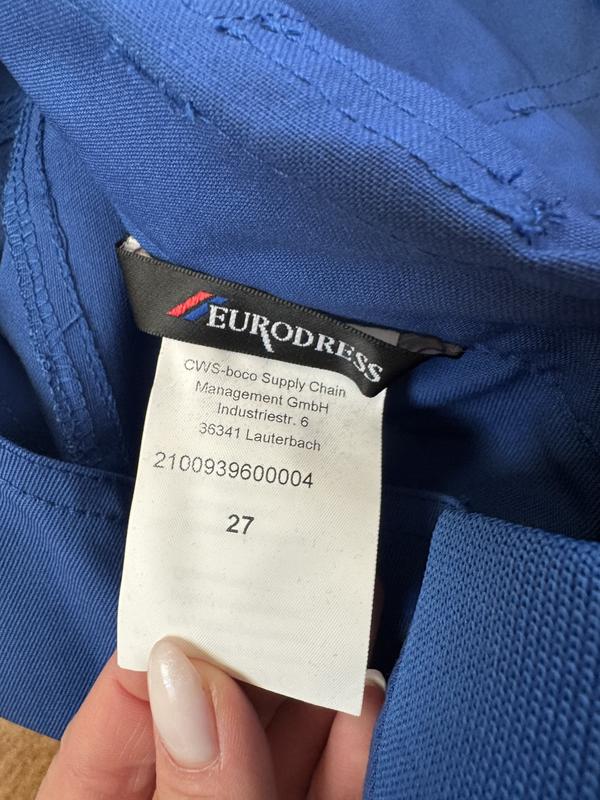 EURODRESS
CWS-boco Supply Chain
Management GmbH
Industriestr. 6
36341 Lauterbach
2100939600004
27